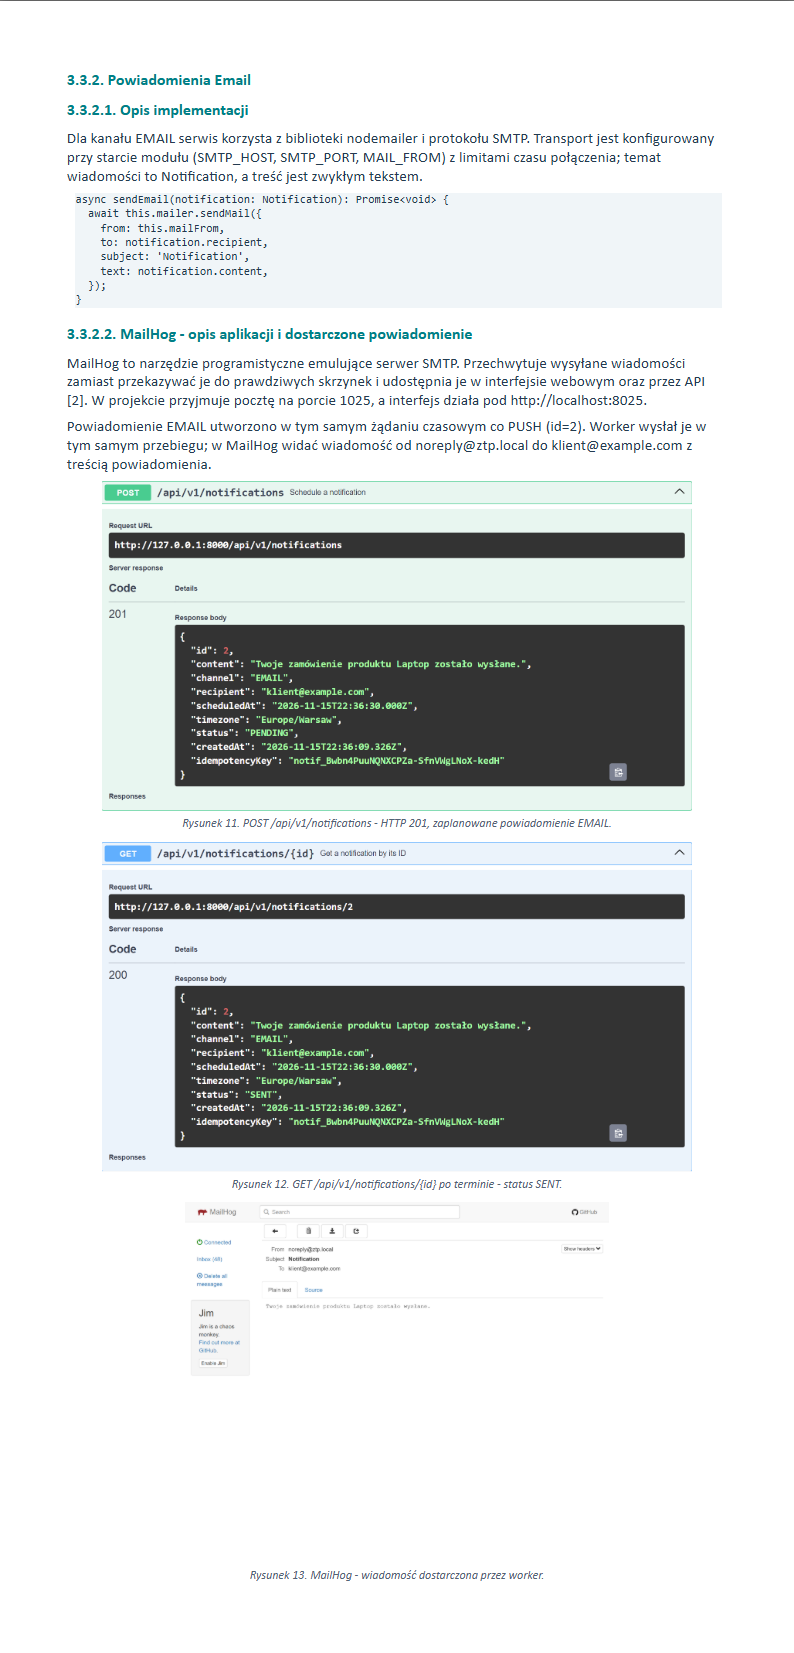 3.3.2. Powiadomienia Email
3.3.2.1. Opis implementacji
Dla kanału EMAIL serwis korzysta z biblioteki nodemailer i protokołu SMTP. Transport jest konfigurowany
przy starcie modułu (SMTP_HOST, SMTP_PORT, MAIL_FROM) z limitami czasu połączenia; temat
wiadomości to Notification, a treść jest zwykłym tekstem.
async sendEmail(notification: Notification): Promise<void> {
await this.mailer.sendMail({
from: this.mailFrom,
to: notification.recipient,
subject: 'Notification',
text: notification.content,
});
}
3.3.2.2. MailHog - opis aplikacji i dostarczone powiadomienie
MailHog to narzędzie programistyczne emulujące serwer SMTP. Przechwytuje wysyłane wiadomości
zamiast przekazywać je do prawdziwych skrzynek i udostępnia je w interfejsie webowym oraz przez API
[2]. W projekcie przyjmuje pocztę na porcie 1025, a interfejs działa pod http://localhost:8025.
Powiadomienie EMAIL utworzono w tym samym żądaniu czasowym co PUSH (id=2). Worker wysłał je w
tym samym przebiegu; w MailHog widać wiadomość od noreply@ztp.local do klient@example.com z
treścią powiadomienia.
POST /api/v1/notifications Schedule a notification
Request URL
http://127.0.0.1:8000/api/v1/notifications
Server response
Code Details
201
Response body
{
"id": 2,
"content": "Twoje zamówienie produktu Laptop zostało wysłane.",
"channel": "EMAIL",
"recipient": "klient@example.com",
"scheduledAt": "2026-11-15T22:36:30.000Z",
"timezone": "Europe/Warsaw",
"status": "PENDING",
"createdAt": "2026-11-15T22:36:09.326Z",
"idempotencyKey": "notif_Bwbn4PuuNQNXCPZa-SfnVWgLNoX-kedH"
}
Responses
Rysunek 11. POST /api/v1/notifications - HTTP 201, zaplanowane powiadomienie EMAIL.
GET /api/v1/notifications/{id} Get a notification by its ID
Request URL
http://127.0.0.1:8000/api/v1/notifications/2
Server response
Code Details
200
Response body
{
"id": 2,
"content": "Twoje zamówienie produktu Laptop zostało wysłane.",
"channel": "EMAIL",
"recipient": "klient@example.com",
"scheduledAt": "2026-11-15T22:36:30.000Z",
"timezone": "Europe/Warsaw",
"status": "SENT",
"createdAt": "2026-11-15T22:36:09.326Z",
"idempotencyKey": "notif_Bwbn4PuuNQNXCPZa-SfnVWgLNoX-kedH"
}
Responses
Rysunek 12. GET /api/v1/notifications/{id} po terminie - status SENT.
MailHog Search GitHub
Connected
Inbox (48)
Delete all
messages
Jim
Jim is a chaos
monkey.
Find out more at
GitHub.
Enable Jim
From noreply@ztp.local Show headers
Subject Notification
To klient@example.com
Plain text Source
Twoje zamówienie produktu Laptop zostało wysłane.
Rysunek 13. MailHog - wiadomość dostarczona przez worker.